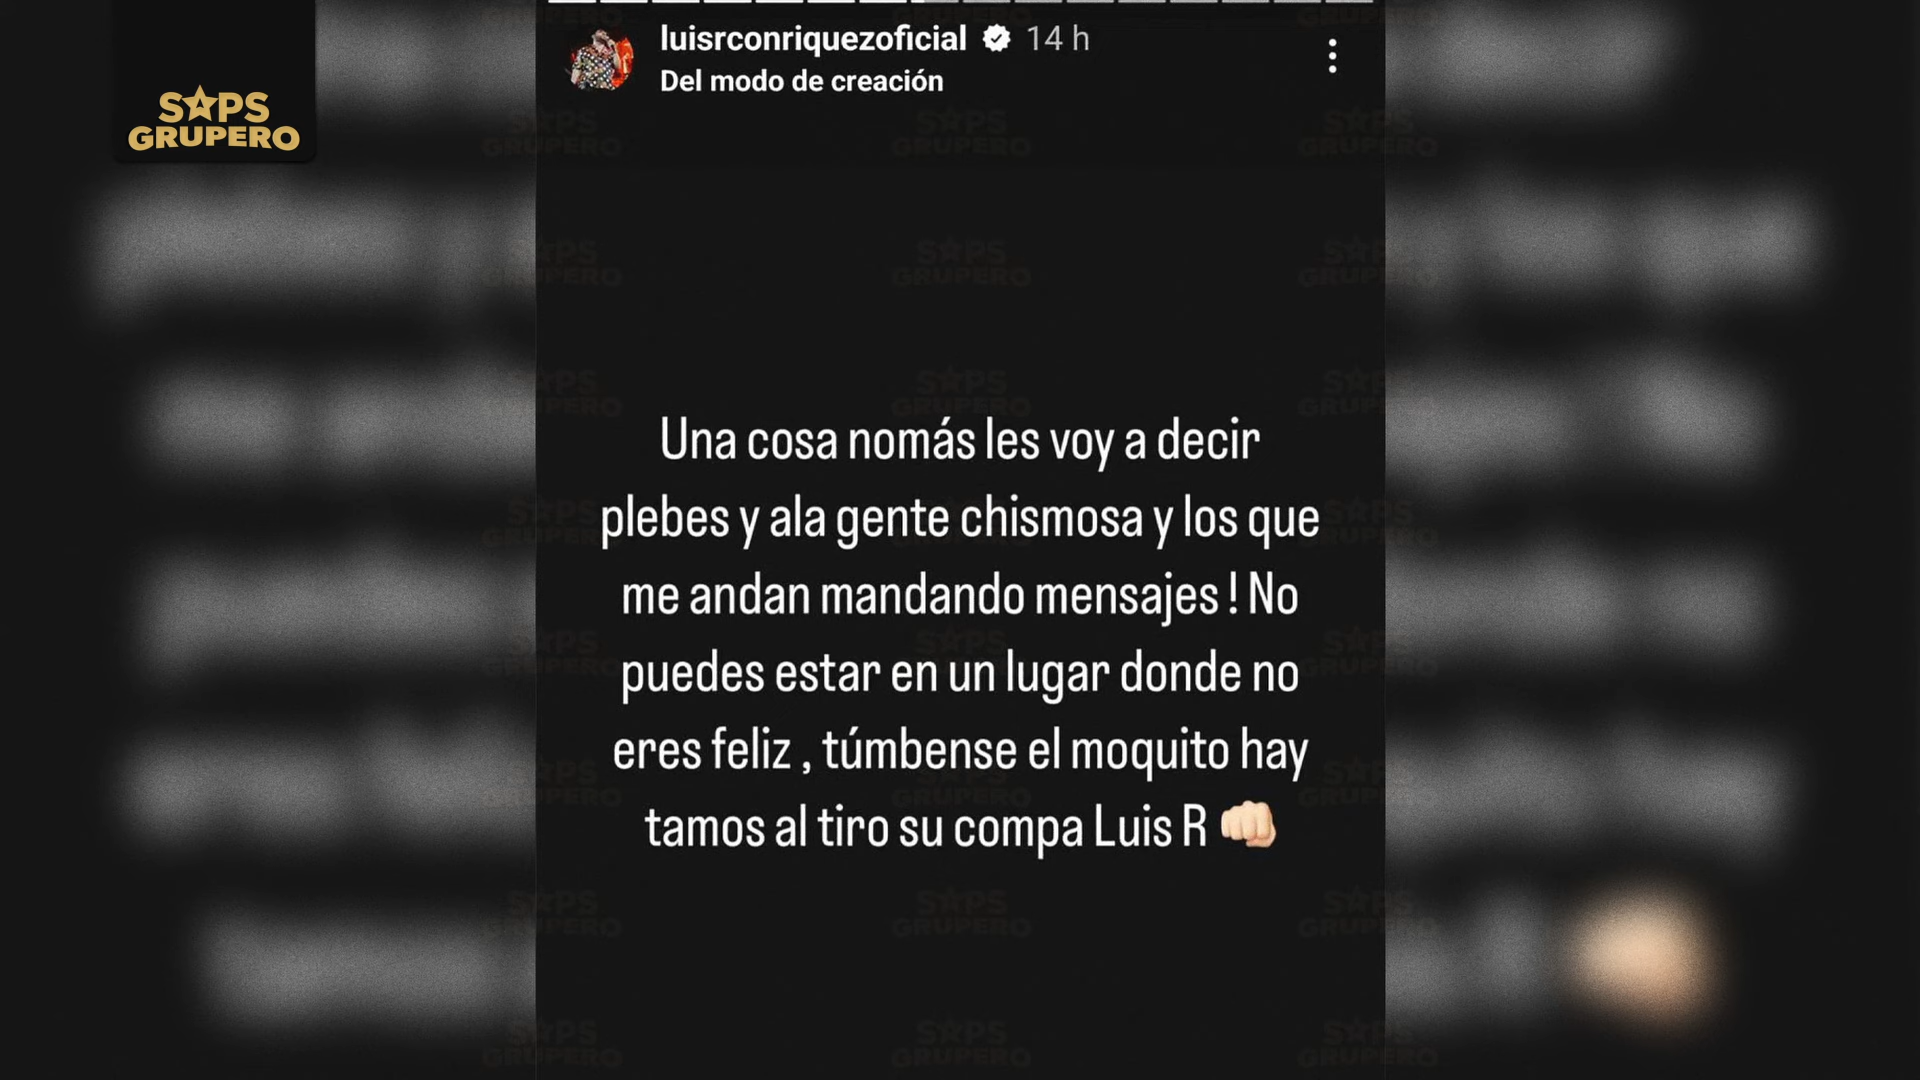 SAPS
GRUPERO
luisrconriquezoficial 14 h
Del modo de creación
Una cosa nomás les voy a decir
plebes y ala gente chismosa y los que
me andan mandando mensajes ! No
puedes estar en un lugar donde no
eres feliz , túmbense el moquito hay
tamos al tiro su compa Luis R 👊🏻